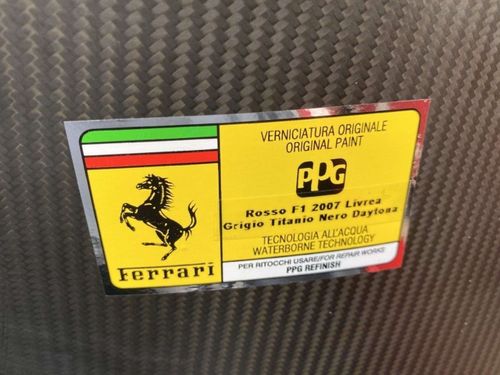 VERNICIATURA ORIGINALE
ORIGINAL PAINT
PPG
Rosso F1 2007 Livrea
Grigio Titanio Nero Daytona
TECNOLOGIA ALL'ACQUA
WATERBORNE TECHNOLOGY
PER RITOCCHI USARE/FOR REPAIR WORKS
PPG REFINISH
Ferrari